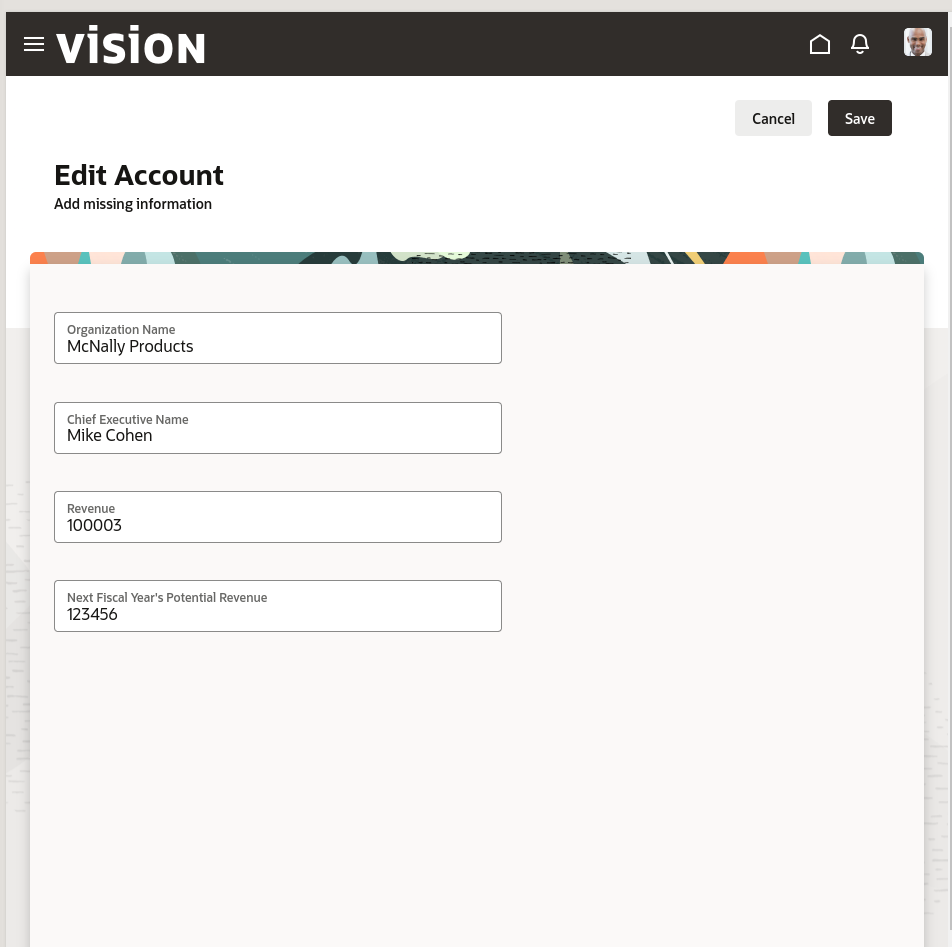 vision
Cancel
Save
Edit Account
Add missing information
Organization Name
McNally Products
Chief Executive Name
Mike Cohen
Revenue
100003
Next Fiscal Year's Potential Revenue
123456